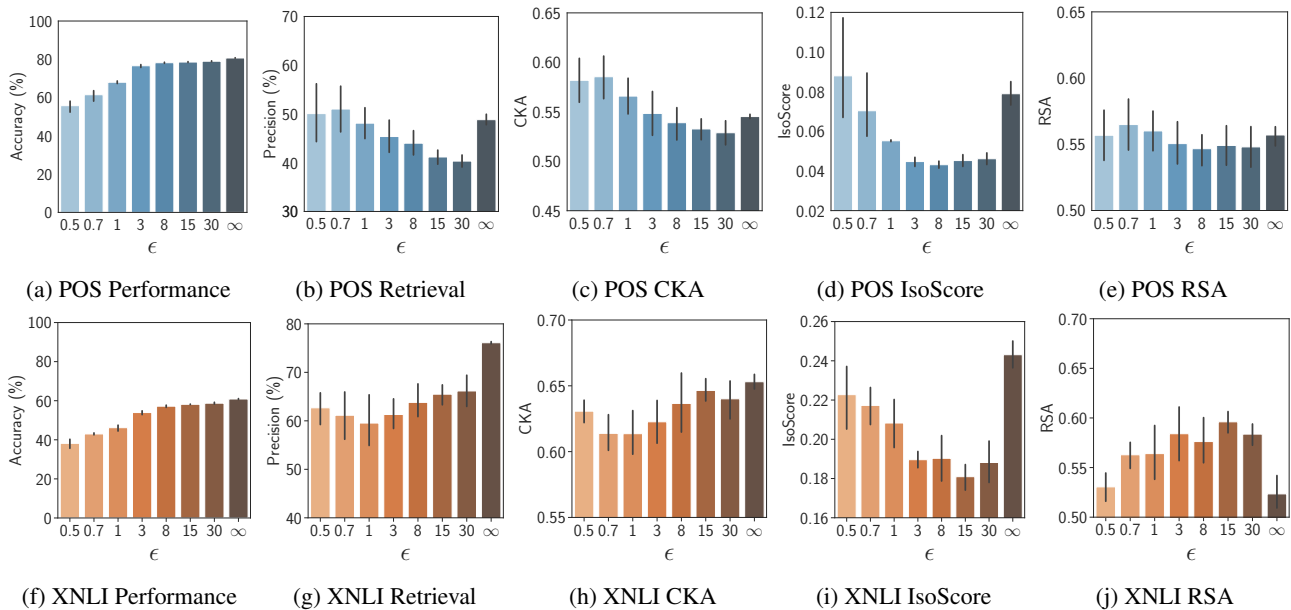 Accuracy (%)
100
80
60
40
20
0
0.5 0.7 1 3 8 15 30 ∞
ϵ
(a) POS Performance
Precision (%)
70
60
50
40
30
0.5 0.7 1 3 8 15 30 ∞
ϵ
(b) POS Retrieval
CKA
0.65
0.60
0.55
0.50
0.45
0.5 0.7 1 3 8 15 30 ∞
ϵ
(c) POS CKA
IsoScore
0.12
0.10
0.08
0.06
0.04
0.02
0.5 0.7 1 3 8 15 30 ∞
ϵ
(d) POS IsoScore
RSA
0.65
0.60
0.55
0.50
0.5 0.7 1 3 8 15 30 ∞
ϵ
(e) POS RSA
Accuracy (%)
100
80
60
40
20
0
0.5 0.7 1 3 8 15 30 ∞
ϵ
(f) XNLI Performance
Precision (%)
80
70
60
50
40
0.5 0.7 1 3 8 15 30 ∞
ϵ
(g) XNLI Retrieval
CKA
0.70
0.65
0.60
0.55
0.5 0.7 1 3 8 15 30 ∞
ϵ
(h) XNLI CKA
IsoScore
0.26
0.24
0.22
0.20
0.18
0.16
0.5 0.7 1 3 8 15 30 ∞
ϵ
(i) XNLI IsoScore
RSA
0.70
0.65
0.60
0.55
0.50
0.5 0.7 1 3 8 15 30 ∞
ϵ
(j) XNLI RSA